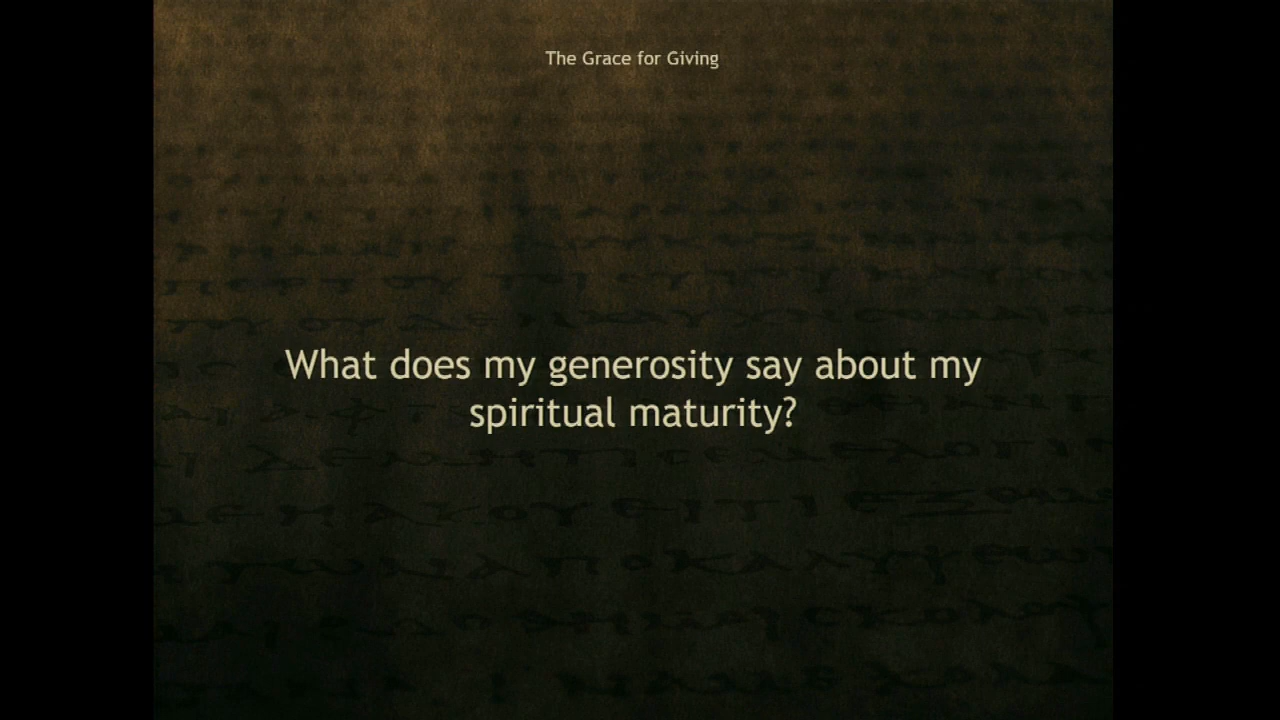 The Grace for Giving
What does my generosity say about my
spiritual maturity?